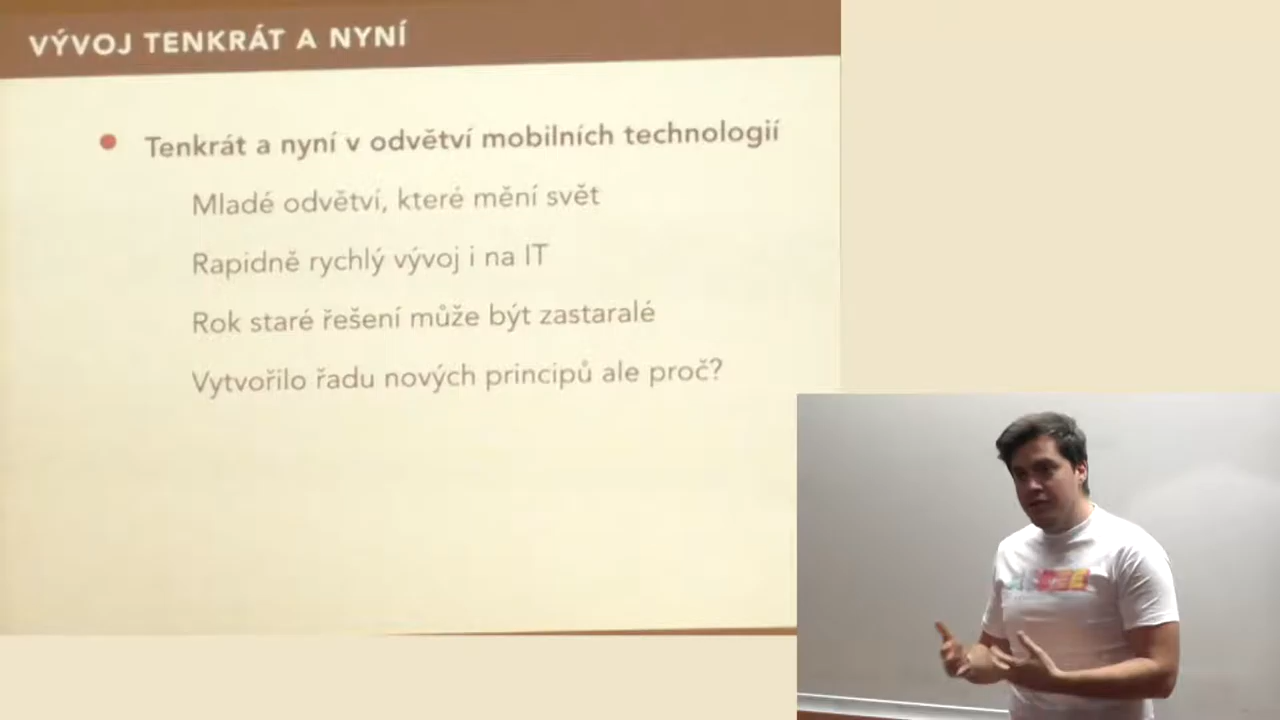 VÝVOJ TENKRÁT A NYNÍ
Tenkrát a nyní v odvětví mobilních technologií
Mladé odvětví, které mění svět
Rapidně rychlý vývoj i na IT
Rok staré řešení může být zastaralé
Vytvořilo řadu nových principů ale proč?